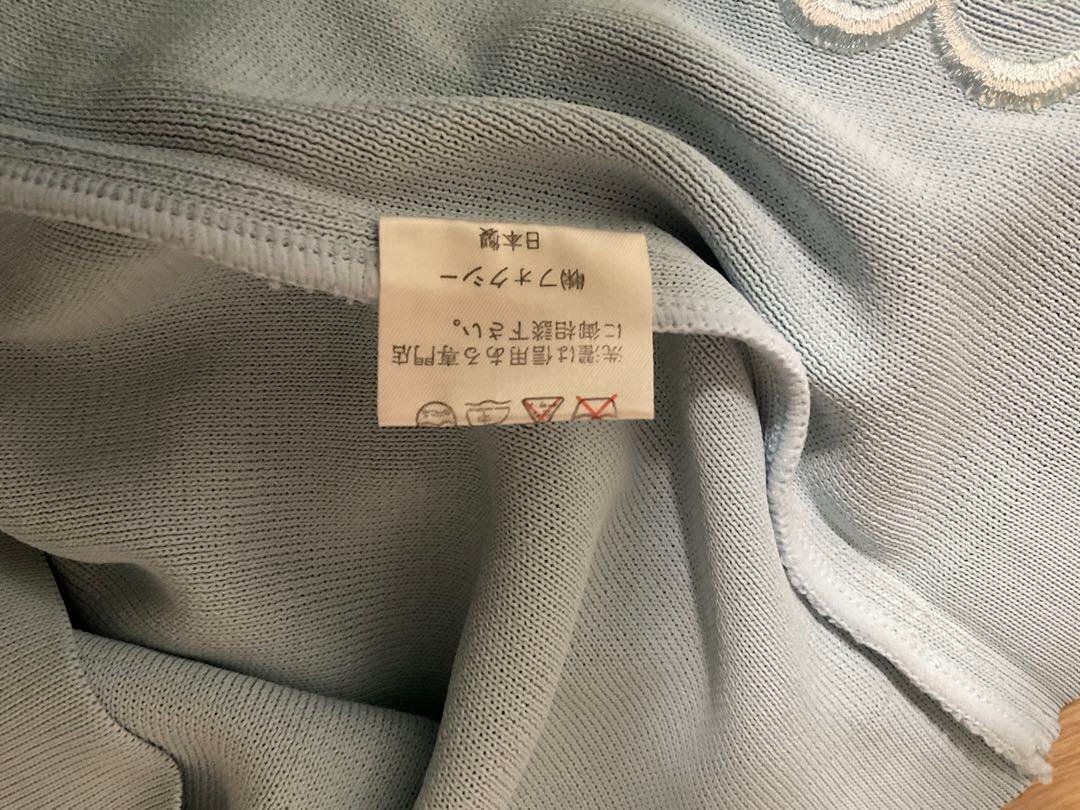 洗濯は信用ある専門店
に御相談下さい。
㈱フォクシー
日本製